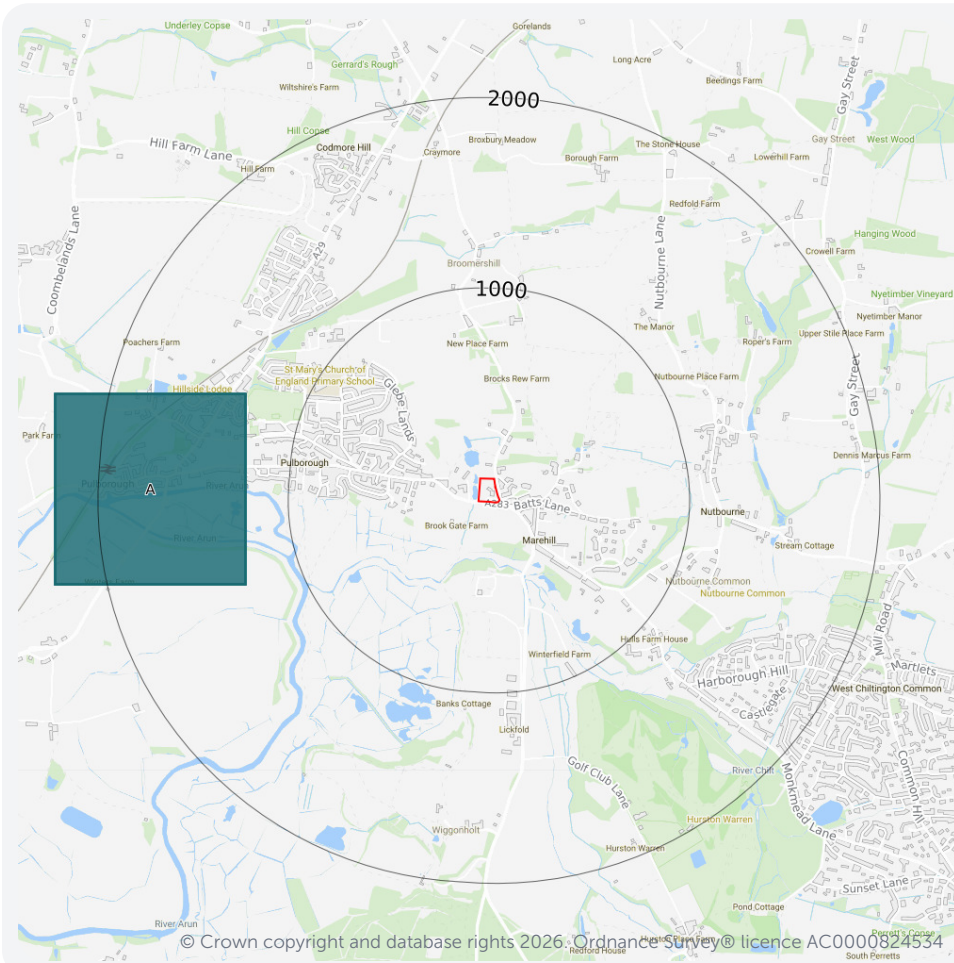 Gorelands
Underley Copse
Long Acre
Gerrard's Rough
Beedings Farm
Gay Street
Wiltshire's Farm
2000
Hill Copse
Broxbury Meadow
Gay Street
West Wood
Hill Farm Lane
Codmore Hill
The Stone House
Craymore
Borough Farm
Lowerhill Farm
Hill Farm
Redfold Farm
Coombelands Lane
A29
Nutbourne Lane
Hanging Wood
Crowell Farm
Broomershill
1000
Nyetimber Vineyard
Nyetimber Manor
The Manor
Upper Stile Place Farm
Poachers Farm
New Place Farm
Roper's Farm
St Mary's Church of
England Primary School
Glebe Lands
Brocks Rew Farm
Nutbourne Place Farm
Gay Street
Hillside Lodge
Park Farm
Pulborough
Dennis Marcus Farm
Pulborough
River Arun
A
A283
Batts Lane
Nutbourne
Brook Gate Farm
River Arun
Marehill
Stream Cottage
Nutbourne Common
Nutbourne Common
Mill Road
Hulls Farm House
Winterfield Farm
Harborough Hill
Martlets
Castlegate
West Chiltington Common
Banks Cottage
Lickfold
Golf Club Lane
River Chilt
Monkmead Lane
Common Hill
Hurston Warren
Wiggonholt
Hurston Warren
Sunset Lane
Pond Cottage
River Arun
Perrett's Copse
© Crown copyright and database rights 2026. Ordnance Survey® licence AC0000824534
Hurston Place Farm
Redford House
South Perretts